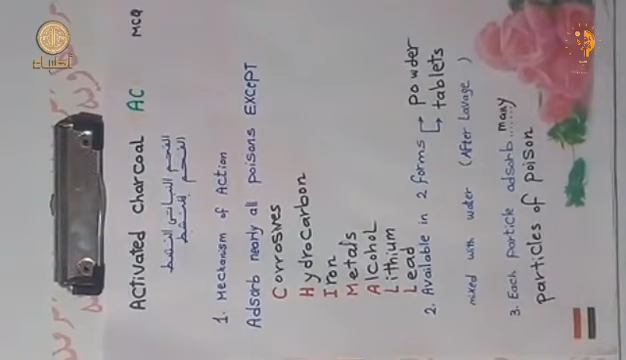 Activated charcoal AC MCQ
الفحم النباتى النشط
الفحم المنشط
1. Mechanism of Action
Adsorb nearly all poisons EXCEPT
Corrosives
Hydrocarbon
Iron
Metals
Alcohol
Lithium
Lead
2. Available in 2 forms → Powder
→ tablets
mixed with water (After Lavage)
3. Each Particle adsorb many......
particles of poison
أطباء